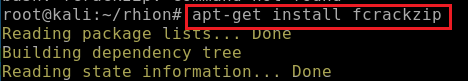 root@kali:~/rhion# apt-get install fcrackzip
Reading package lists... Done
Building dependency tree
Reading state information... Done